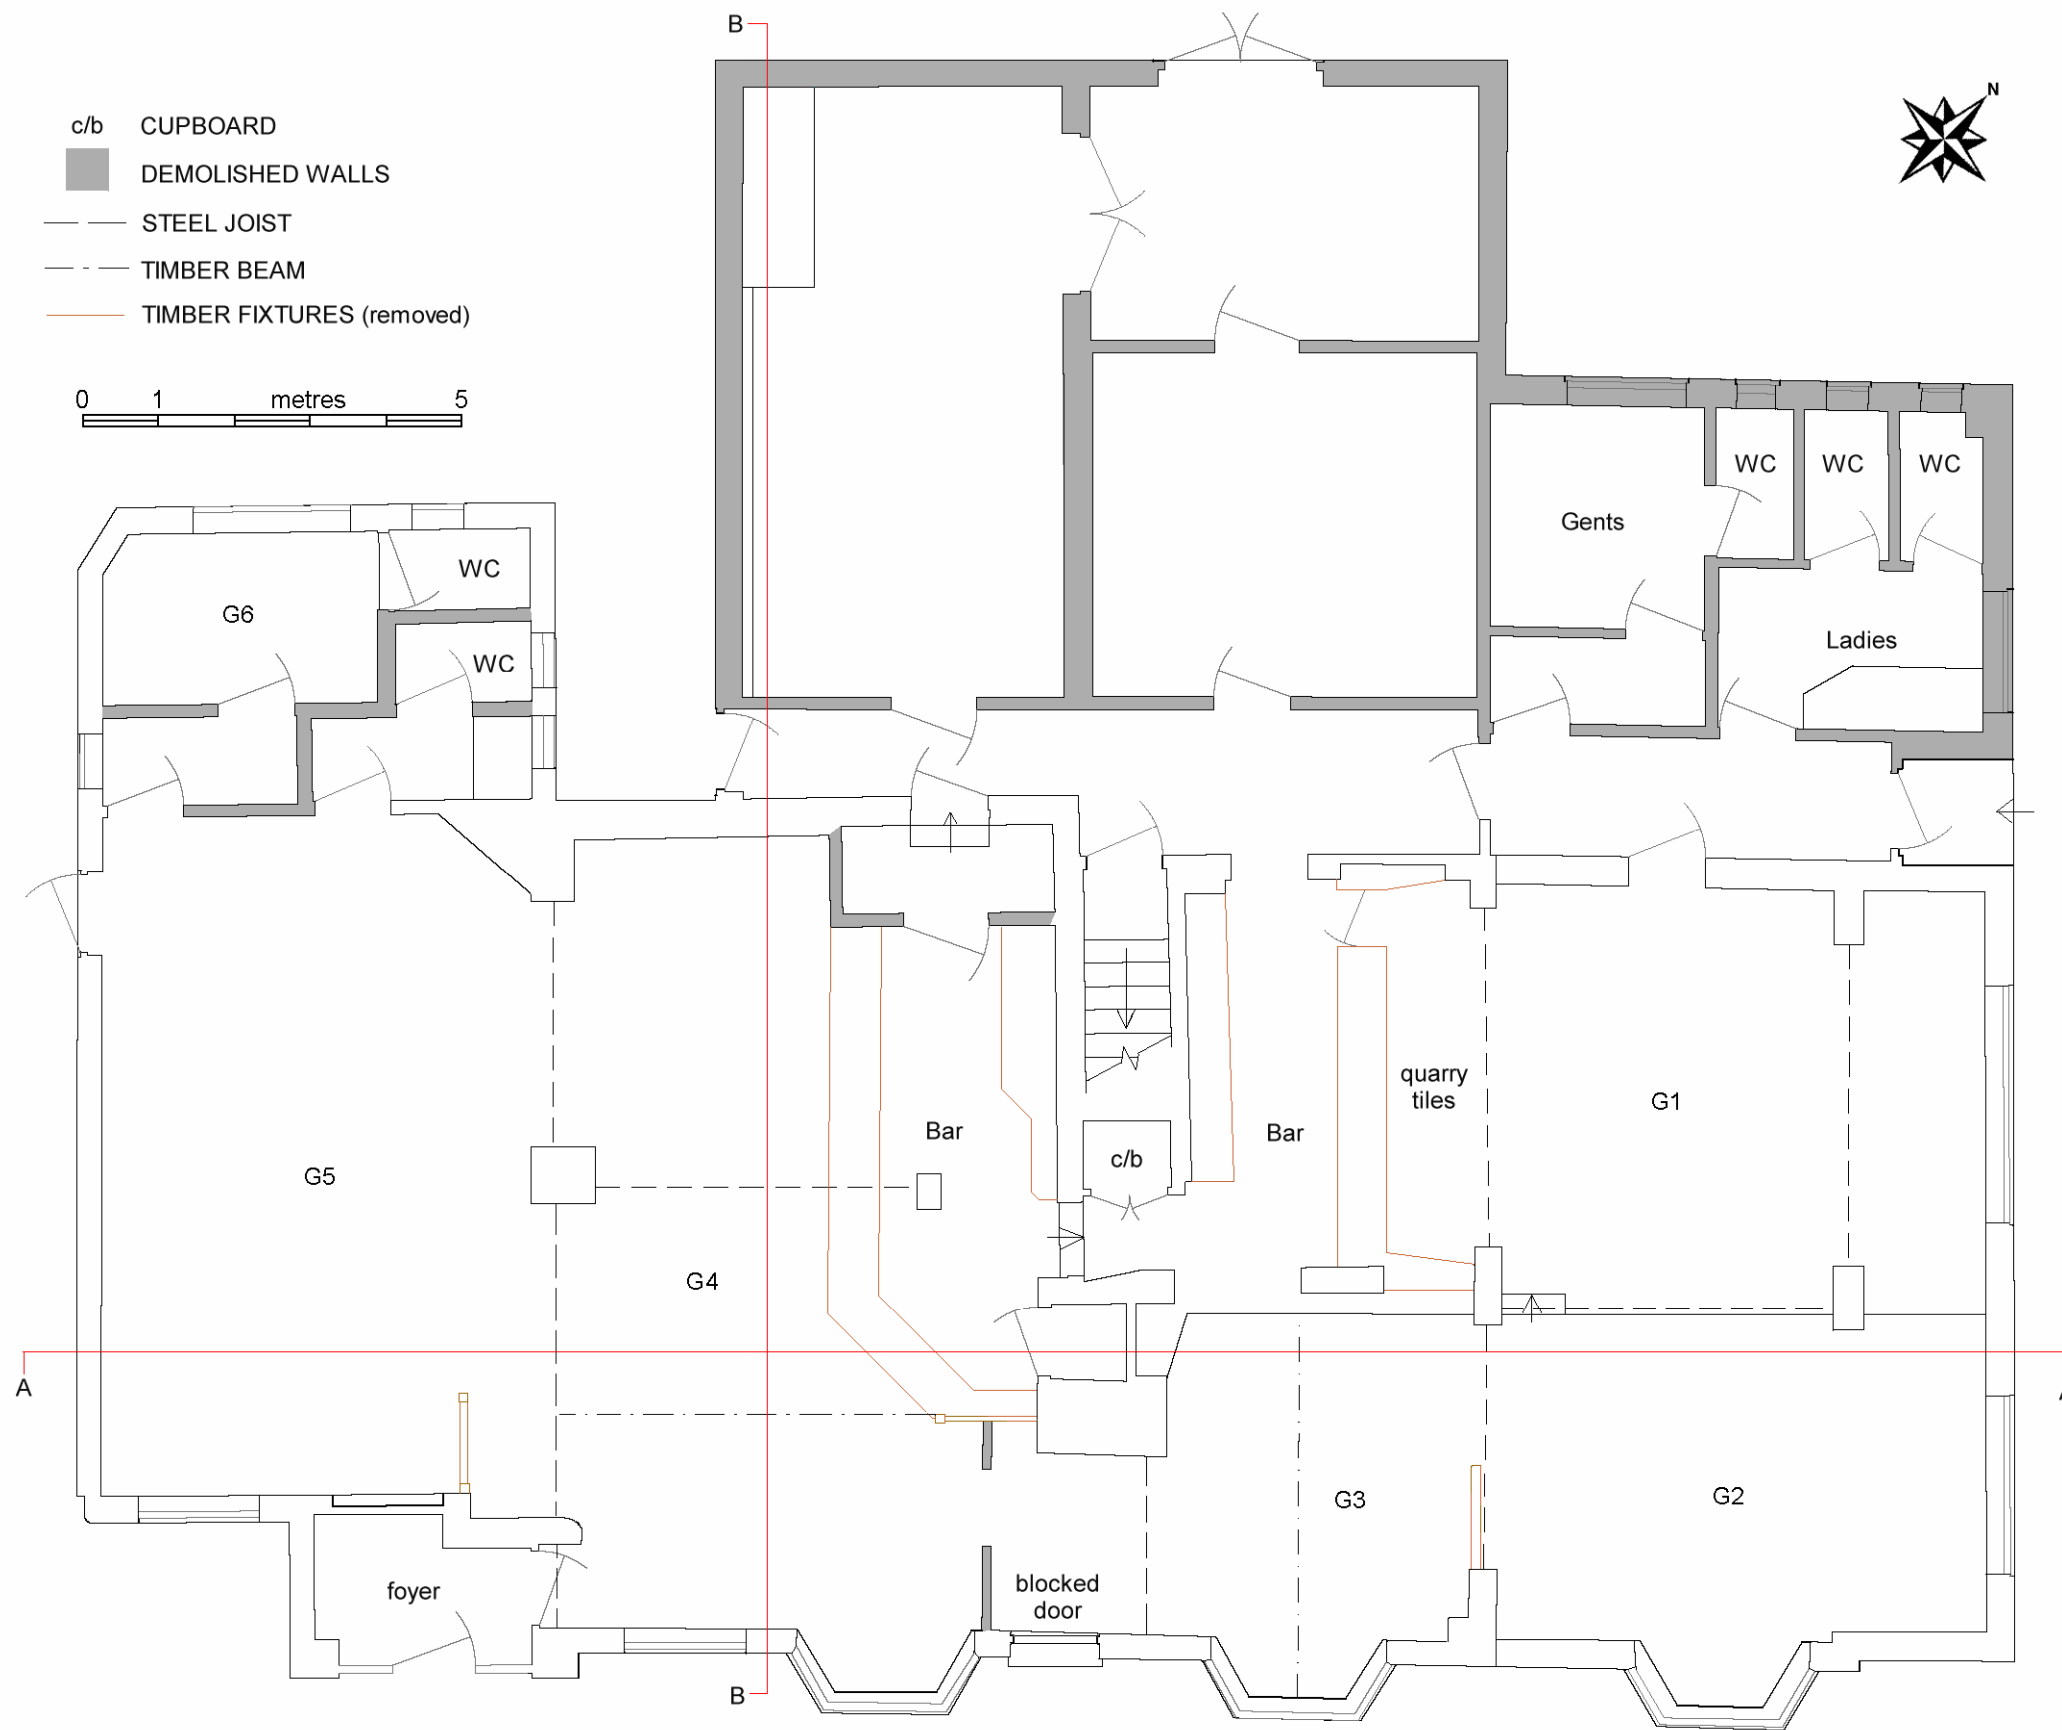 B
N
c/b CUPBOARD
DEMOLISHED WALLS
STEEL JOIST
TIMBER BEAM
TIMBER FIXTURES (removed)
0 1 metres 5
WC WC WC
Gents
WC
G6
Ladies
WC
quarry
tiles
G1
Bar
Bar
c/b
G5
G4
A
G3
G2
blocked
door
foyer
B